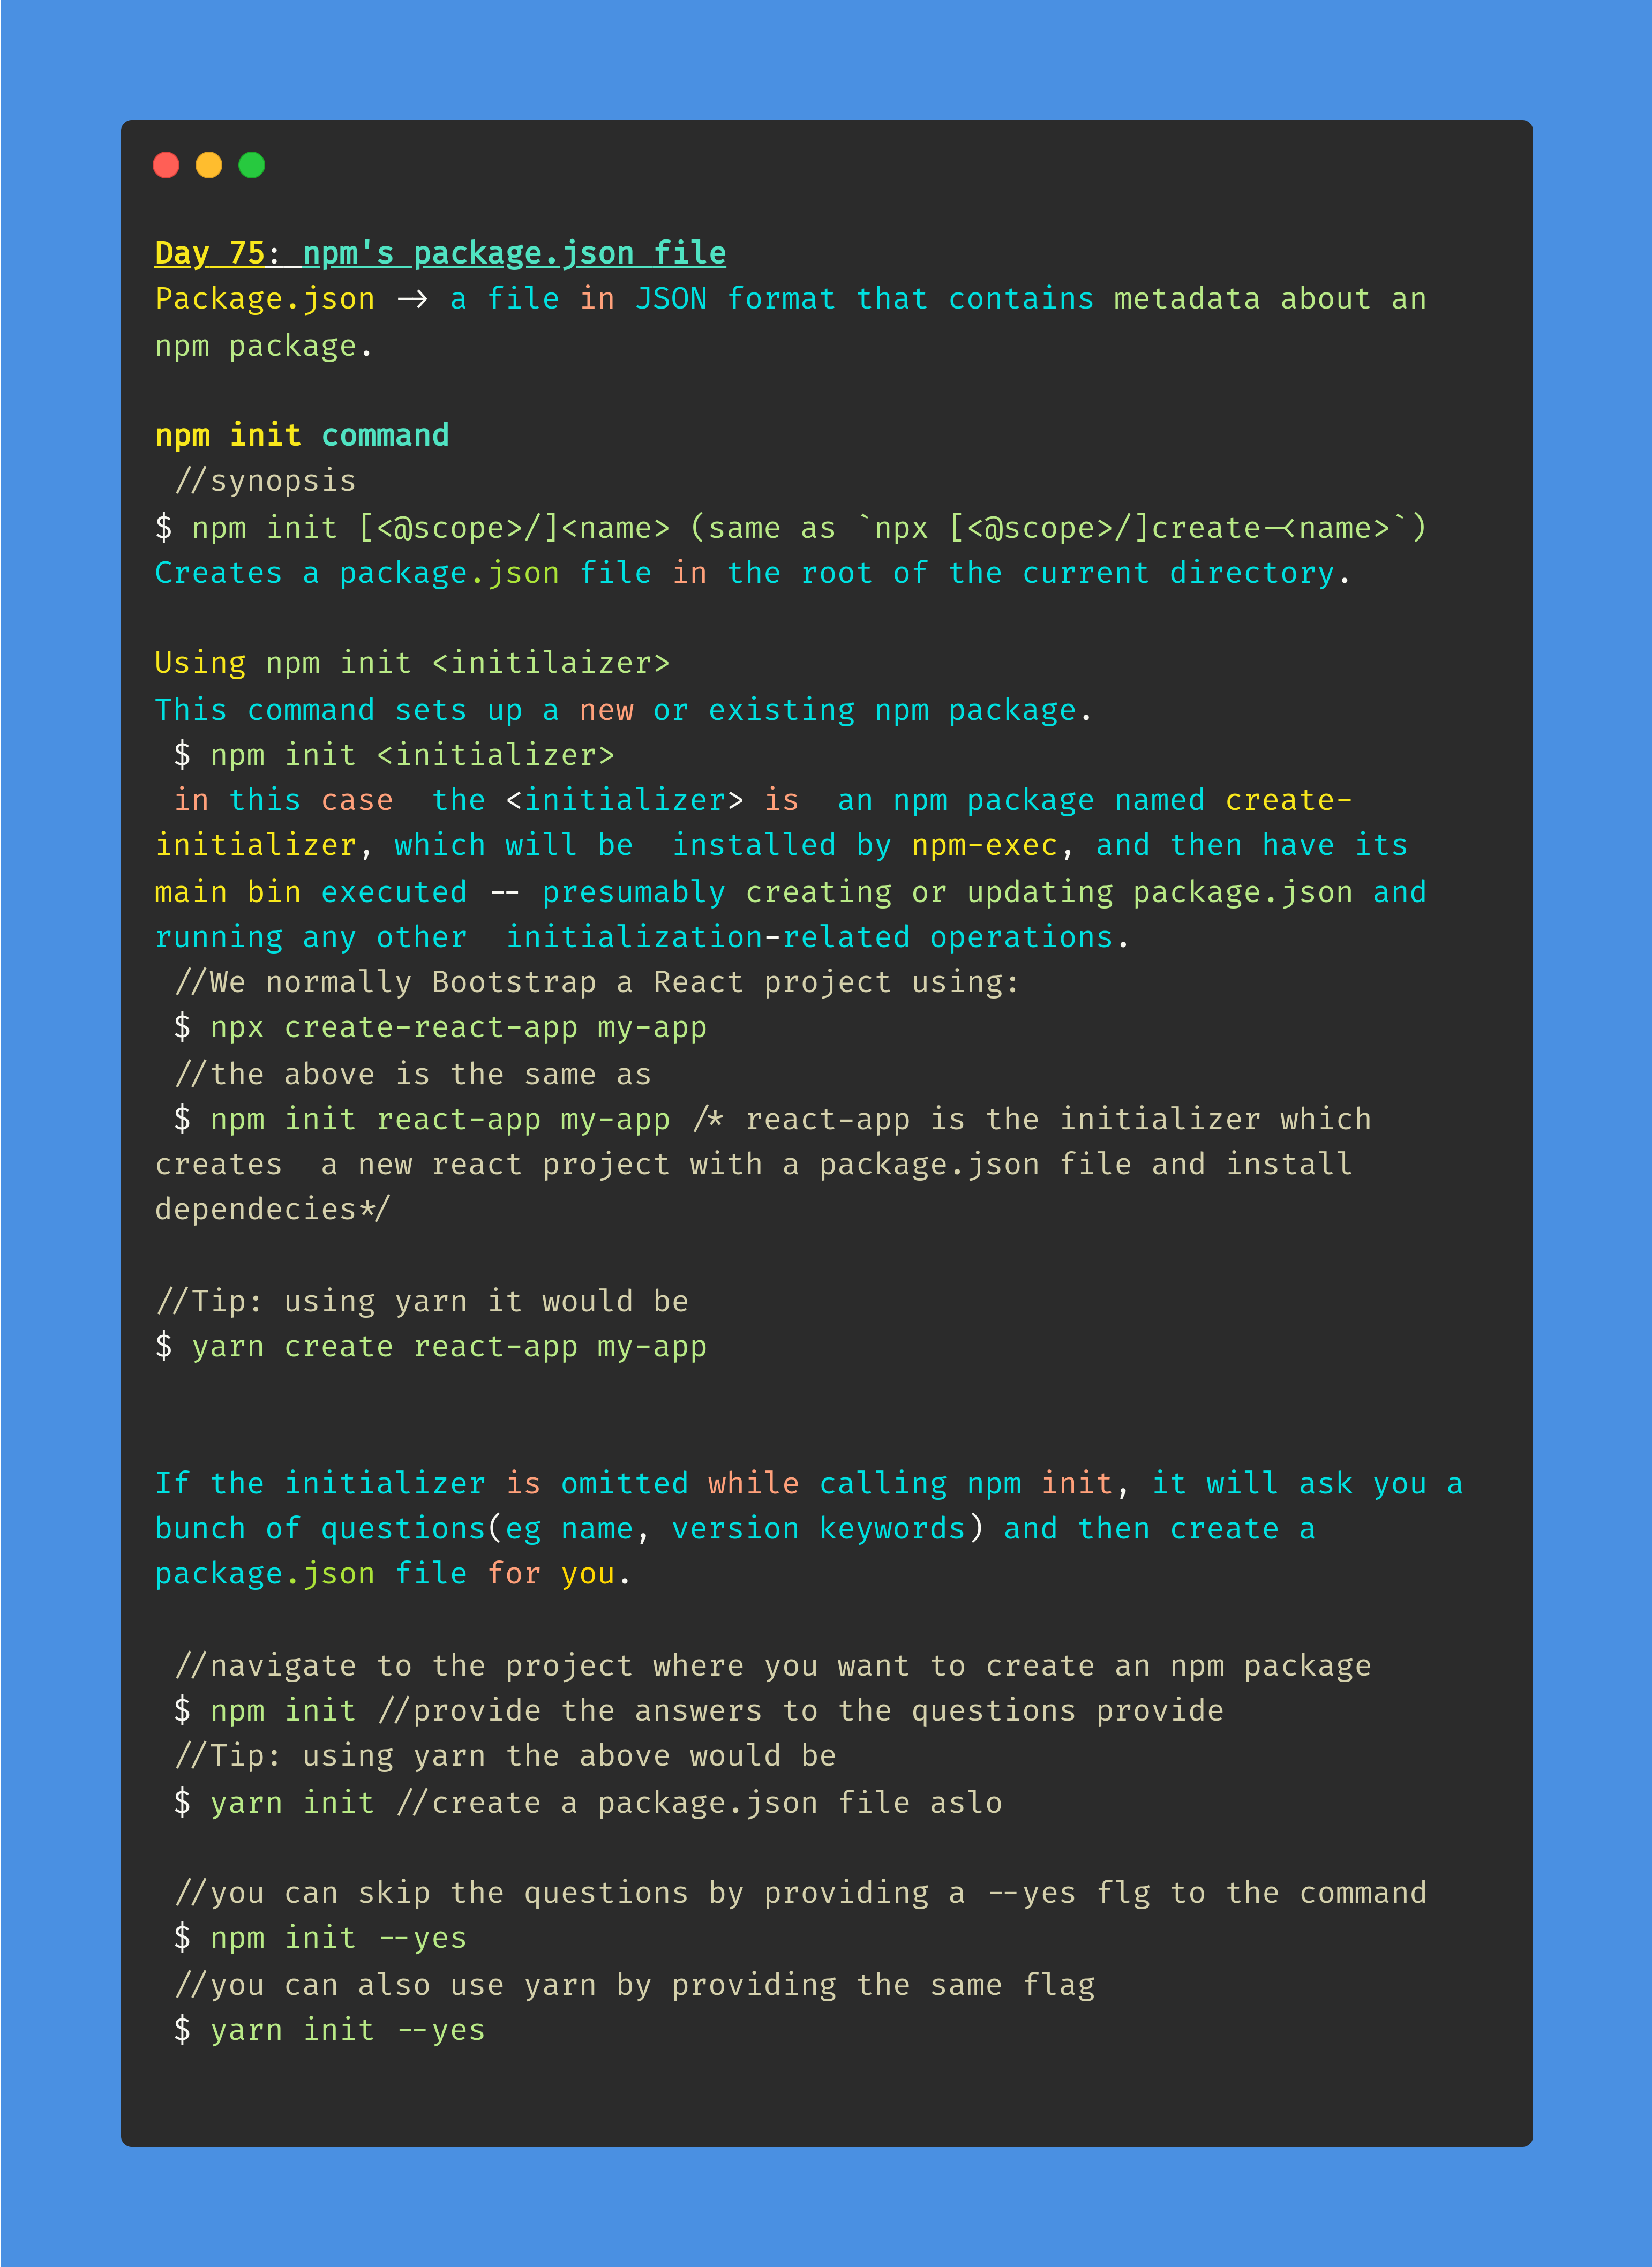 Day 75: npm's package.json file
Package.json -> a file in JSON format that contains metadata about an
npm package.
npm init command
//synopsis
$ npm init [<@scope>/]<name> (same as `npx [<@scope>/]create-<name>`)
Creates a package.json file in the root of the current directory.
Using npm init <initilaizer>
This command sets up a new or existing npm package.
$ npm init <initializer>
in this case  the <initializer> is  an npm package named create-
initializer, which will be  installed by npm-exec, and then have its
main bin executed -- presumably creating or updating package.json and
running any other  initialization-related operations.
//We normally Bootstrap a React project using:
$ npx create-react-app my-app
//the above is the same as
$ npm init react-app my-app /* react-app is the initializer which
creates  a new react project with a package.json file and install
dependecies*/
//Tip: using yarn it would be
$ yarn create react-app my-app
If the initializer is omitted while calling npm init, it will ask you a
bunch of questions(eg name, version keywords) and then create a
package.json file for you.
//navigate to the project where you want to create an npm package
$ npm init //provide the answers to the questions provide
//Tip: using yarn the above would be
$ yarn init //create a package.json file aslo
//you can skip the questions by providing a --yes flg to the command
$ npm init --yes
//you can also use yarn by providing the same flag
$ yarn init --yes